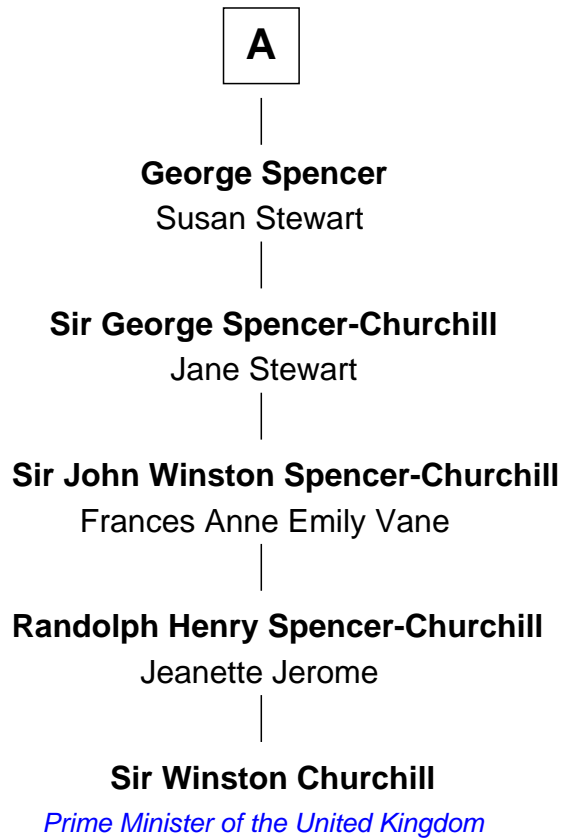 A
George Spencer
Susan Stewart
Sir George Spencer-Churchill
Jane Stewart
Sir John Winston Spencer-Churchill
Frances Anne Emily Vane
Randolph Henry Spencer-Churchill
Jeanette Jerome
Sir Winston Churchill
Prime Minister of the United Kingdom